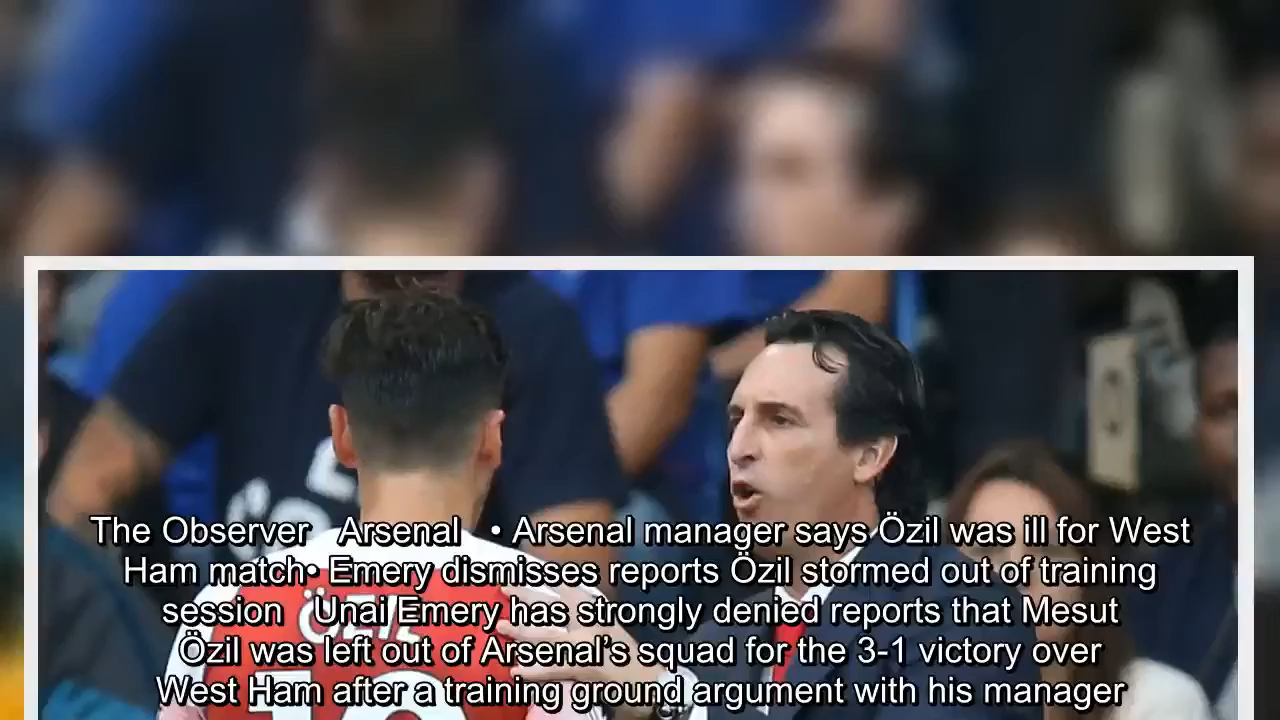 The Observer Arsenal • Arsenal manager says Özil was ill for West
Ham match• Emery dismisses reports Özil stormed out of training
session Unai Emery has strongly denied reports that Mesut
Özil was left out of Arsenal’s squad for the 3-1 victory over
West Ham after a training ground argument with his manager
ÖZIL
10